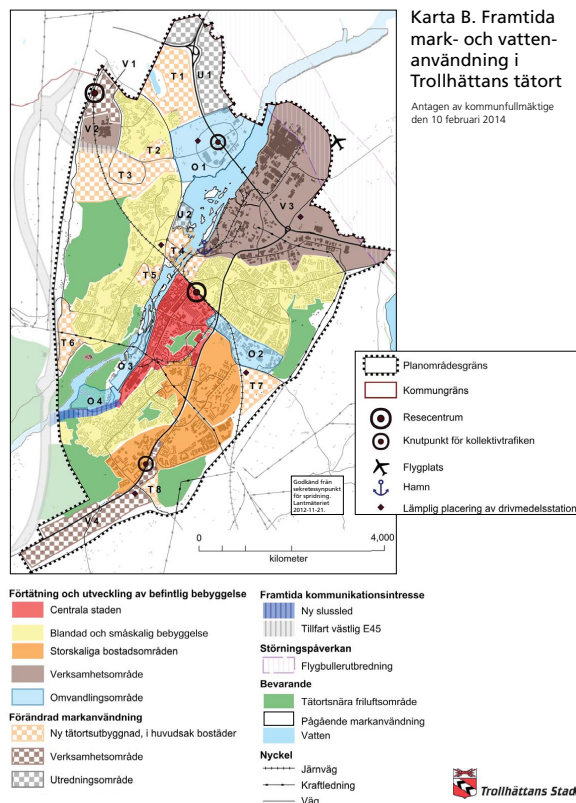 Karta B. Framtida
mark- och vatten-
användning i
Trollhättans tätort
Antagen av kommunfullmäktige
den 10 februari 2014
V 1
T 1
U 1
V 2
T 2
T 3
O 1
U 2
V 3
T 4
T 5
T 6
O 3
O 2
T 7
O 4
T 8
V 4
Godkänd från
sekretessynpunkt
för spridning.
Lantmäteriet
2012-11-21.
0 4,000
kilometer
Planområdesgräns
Kommungräns
Resecentrum
Knutpunkt för kollektivtrafiken
Flygplats
Hamn
Lämplig placering av drivmedelsstation
Förtätning och utveckling av befintlig bebyggelse
Centrala staden
Blandad och småskalig bebyggelse
Storskaliga bostadsområden
Verksamhetsområde
Omvandlingsområde
Förändrad markanvändning
Ny tätortsutbyggnad, i huvudsak bostäder
Verksamhetsområde
Utredningsområde
Framtida kommunikationsintresse
Ny slussled
Tillfart västlig E45
Störningspåverkan
Flygbullerutbredning
Bevarande
Tätortsnära friluftsområde
Pågående markanvändning
Vatten
Nyckel
Järnväg
Kraftledning
Väg
Trollhättans Stad